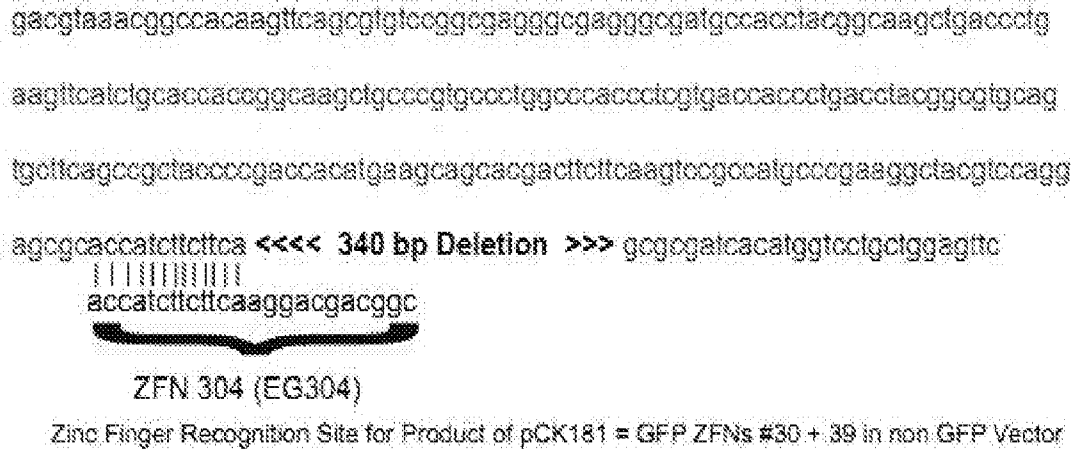 gacgtaaacggccacaagttcagcgtgtccggcgagggcgagggcgatgccacctacggcaagctgaccctg
aagttcatctgcaccaccggcaagctgcccgtgccctggcccaccctcgtgaccaccctgacctacggcgtgcag
tgcttcagccgctaccccgaccacatgaagcagcacgacttcttcaagtccgccatgcccgaaggctacgtccagg
agcgcaccatcttcttca <<<< 340 bp Deletion >>> gcgcgatcacatggtcctgctggagttc
accatcttcttcaaggacgacggc
ZFN 304 (EG304)
Zinc Finger Recognition Site for Product of pCK181 = GFP ZFNs #30 + 39 in non GFP Vector